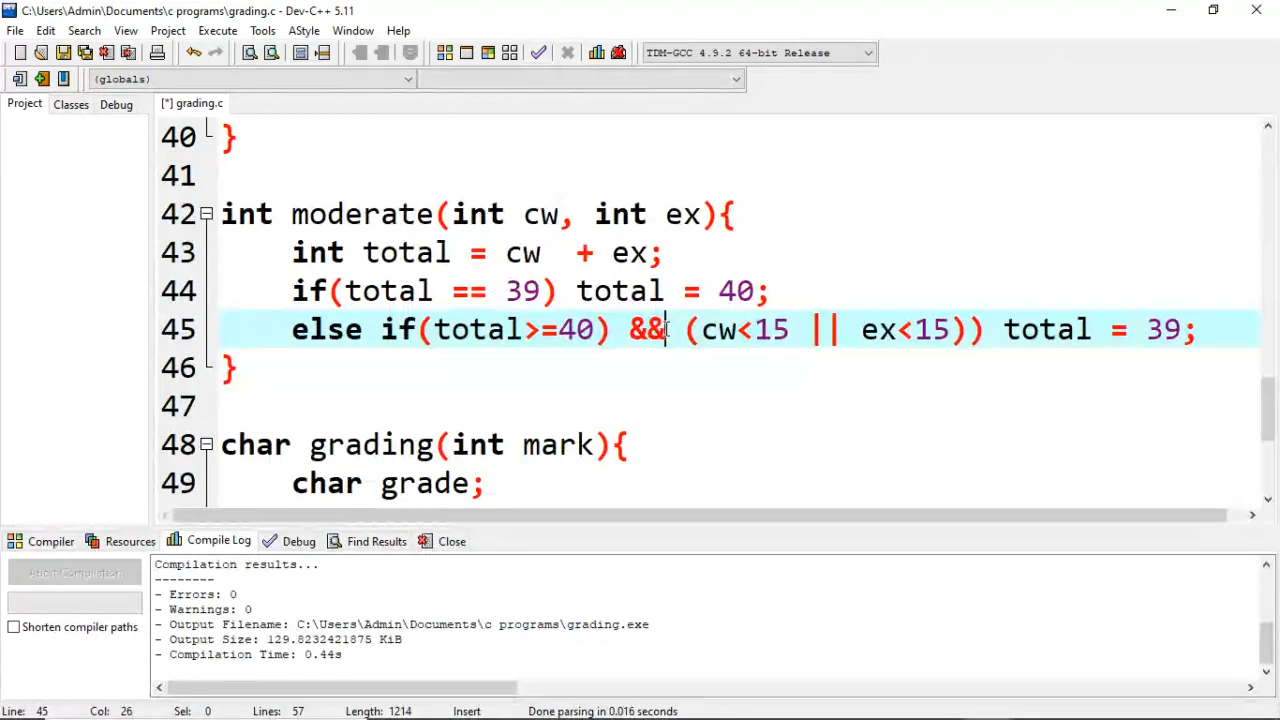 C:\Users\Admin\Documents\c programs\grading.c - Dev-C++ 5.11
File Edit Search View Project Execute Tools AStyle Window Help
TDM-GCC 4.9.2 64-bit Release
(globals)
Project Classes Debug
[*] grading.c
40 }
41
42 int moderate(int cw, int ex){
43 int total = cw  + ex;
44 if(total == 39) total = 40;
45 else if(total>=40) && (cw<15 || ex<15)) total = 39;
46 }
47
48 char grading(int mark){
49 char grade;
Compiler Resources Compile Log Debug Find Results Close
Abort Compilation
Shorten compiler paths
Compilation results...
--------
- Errors: 0
- Warnings: 0
- Output Filename: C:\Users\Admin\Documents\c programs\grading.exe
- Output Size: 129.8232421875 KiB
- Compilation Time: 0.44s
Line: 45 Col: 26 Sel: 0 Lines: 57 Length: 1214 Insert Done parsing in 0.016 seconds